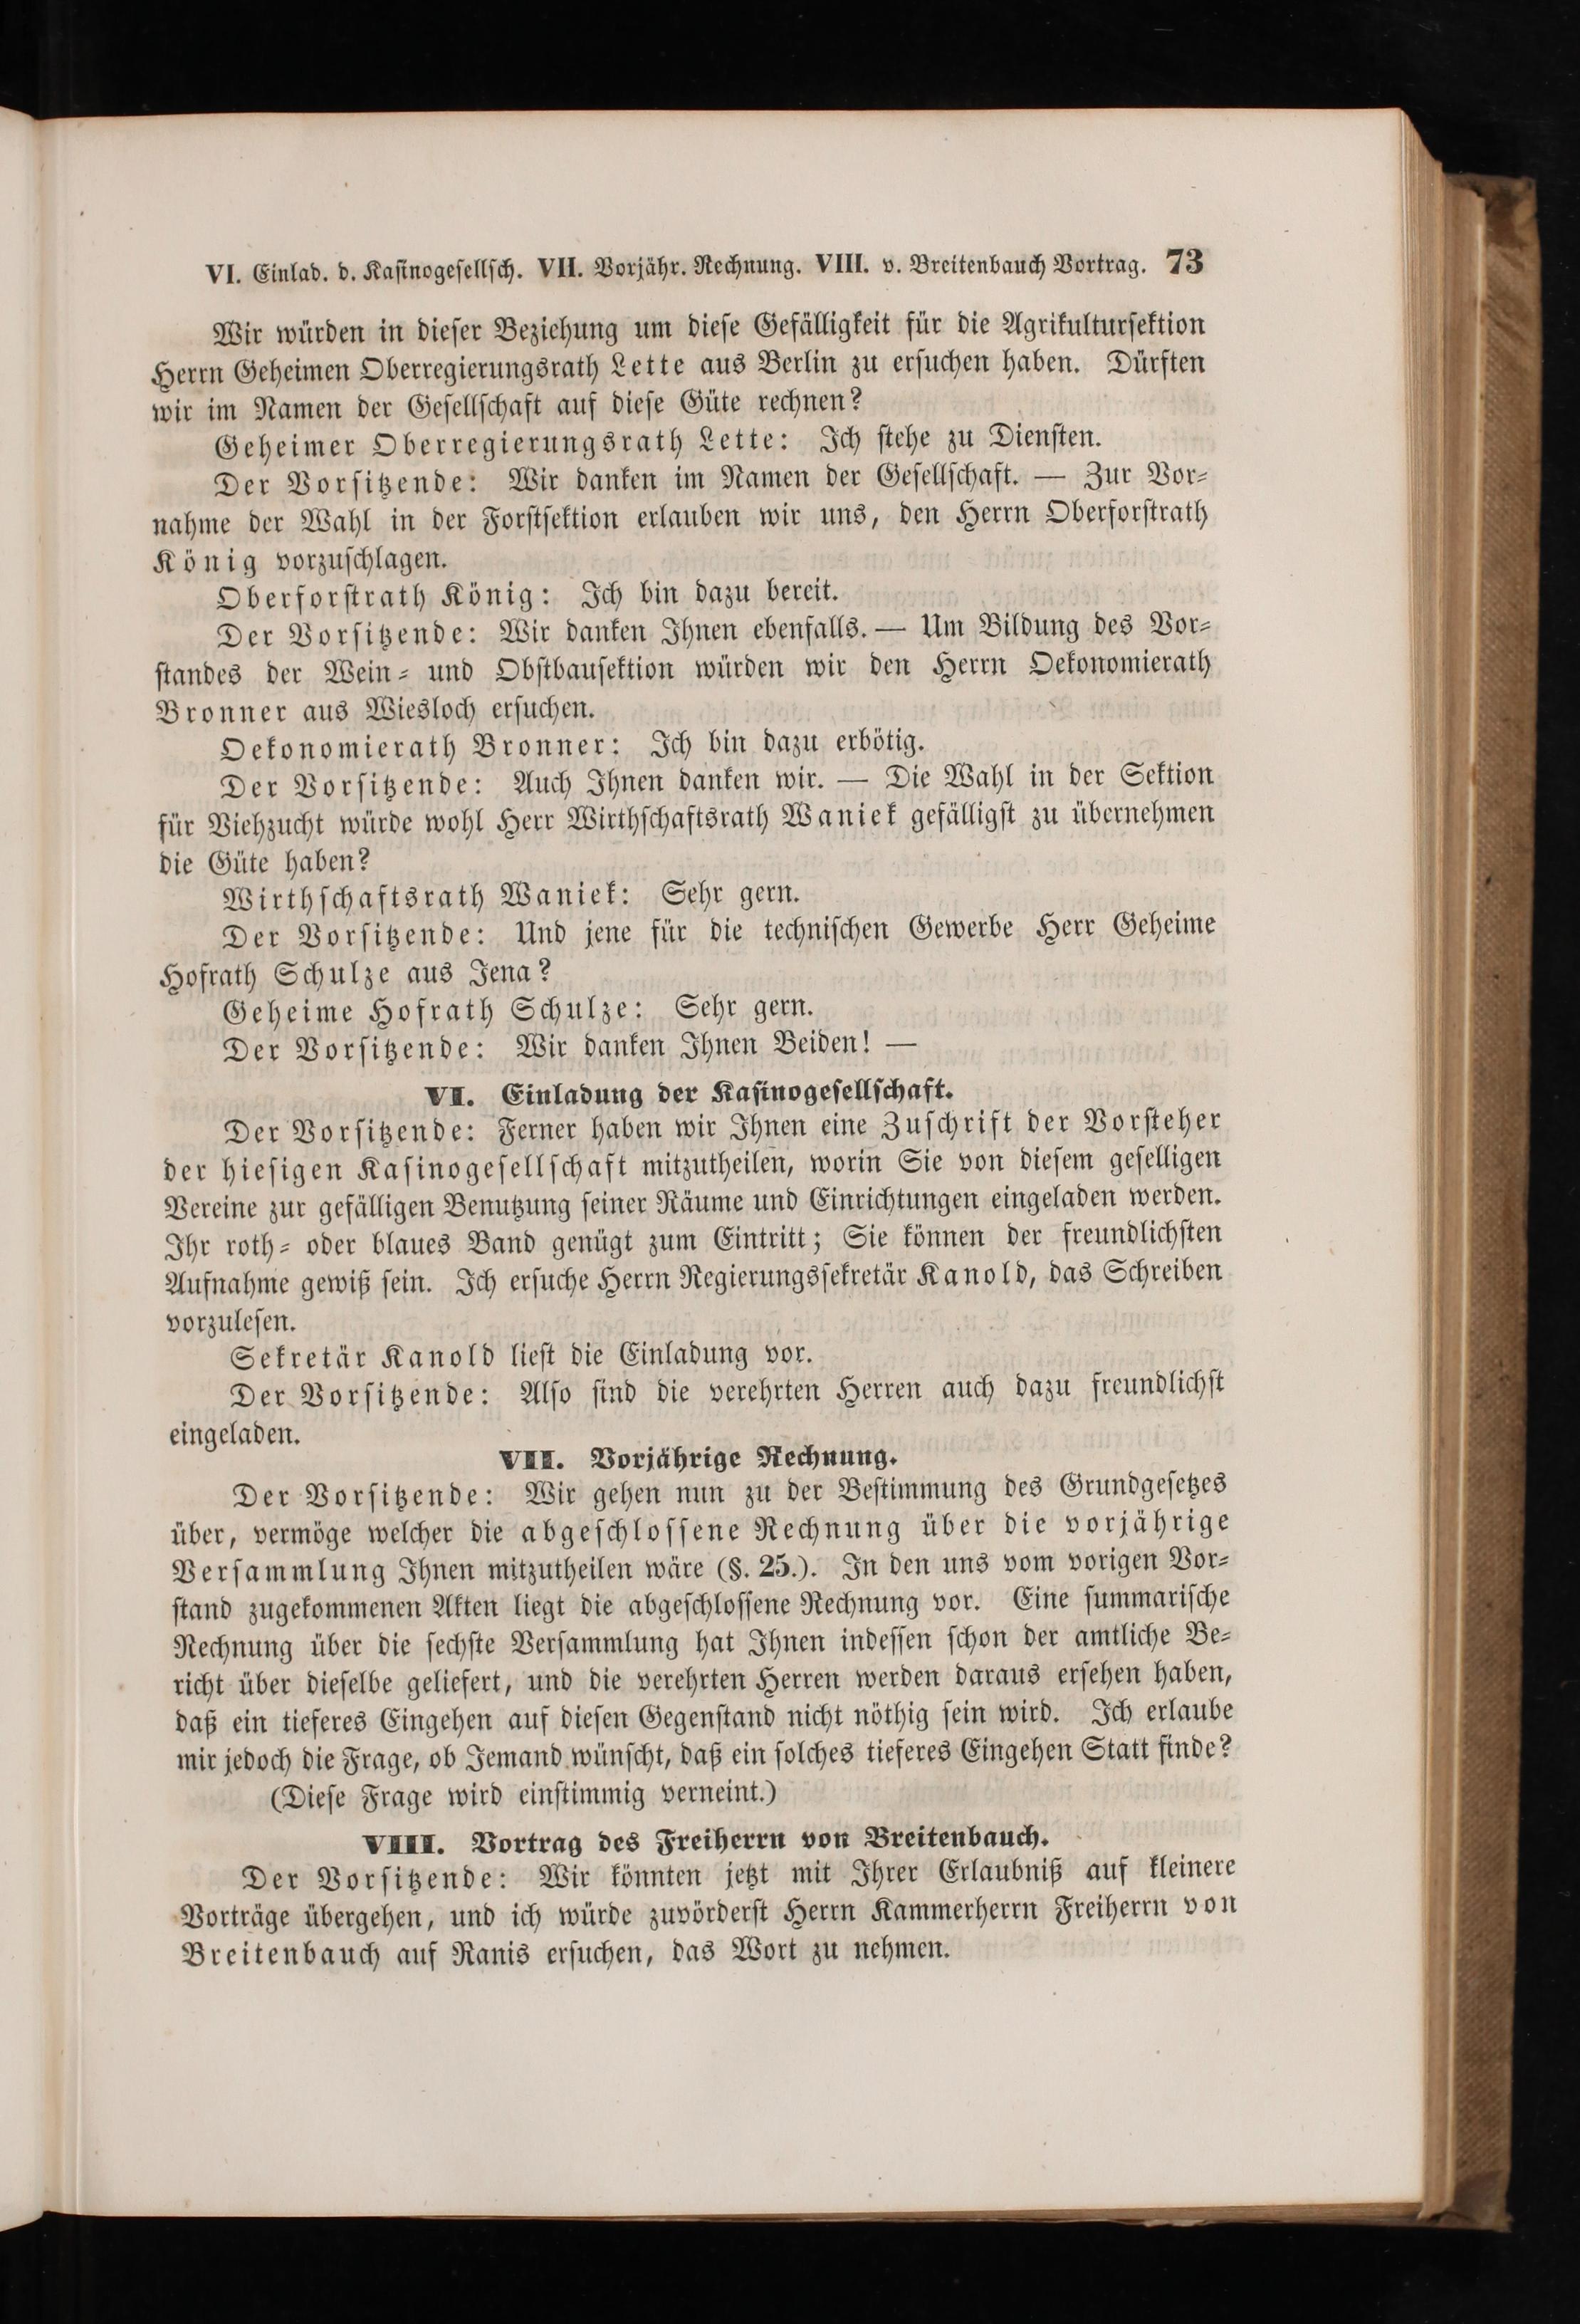 VI. Einlad. d. Kaſinogeſellſch. VII. Vorjähr. Rechnung. VIII. v. Breitenbauch Vortrag. 73
Wir würden in dieſer Beziehung um dieſe Gefälligkeit für die Agrikulturſektion
Herrn Geheimen Oberregierungsrath Lette aus Berlin zu erſuchen haben. Dürften
wir im Namen der Geſellſchaft auf dieſe Güte rechnen?
Geheimer Oberregierungsrath Lette: Ich ſtehe zu Dienſten.
Der Vorſitzende: Wir danken im Namen der Geſellſchaft. — Zur Vor⸗
nahme der Wahl in der Forſtſektion erlauben wir uns, den Herrn Oberforſtrath
König vorzuſchlagen.
Oberforſtrath König: Ich bin dazu bereit.
Der Vorſitzende: Wir danken Ihnen ebenfalls. — Um Bildung des Vor⸗
ſtandes der Wein⸗ und Obſtbauſektion würden wir den Herrn Oekonomierath
Bronner aus Wiesloch erſuchen.
Oekonomierath Bronner: Ich bin dazu erbötig.
Der Vorſitzende: Auch Ihnen danken wir. — Die Wahl in der Sektion
für Viehzucht würde wohl Herr Wirthſchaftsrath Waniek gefälligſt zu übernehmen
die Güte haben?
Wirthſchaftsrath Waniek: Sehr gern.
Der Vorſitzende: Und jene für die techniſchen Gewerbe Herr Geheime
Hofrath Schulze aus Jena?
Geheime Hofrath Schulze: Sehr gern.
Der Vorſitzende: Wir danken Ihnen Beiden! —
VI. Einladung der Kaſinogeſellſchaft.
Der Vorſitzende: Ferner haben wir Ihnen eine Zuſchrift der Vorſteher
der hieſigen Kaſinogeſellſchaft mitzutheilen, worin Sie von dieſem geſelligen
Vereine zur gefälligen Benutzung ſeiner Räume und Einrichtungen eingeladen werden.
Ihr roth⸗ oder blaues Band genügt zum Eintritt; Sie können der freundlichſten
Aufnahme gewiß ſein. Ich erſuche Herrn Regierungsſekretär Kanold, das Schreiben
vorzuleſen.
Sekretär Kanold lieſt die Einladung vor.
Der Vorſitzende: Alſo ſind die verehrten Herren auch dazu freundlichſt
eingeladen.
VII. Vorjährige Rechnung.
Der Vorſitzende: Wir gehen nun zu der Beſtimmung des Grundgeſetzes
über, vermöge welcher die abgeſchloſſene Rechnung über die vorjährige
Verſammlung Ihnen mitzutheilen wäre (§. 25.). In den uns vom vorigen Vor⸗
ſtand zugekommenen Akten liegt die abgeſchloſſene Rechnung vor. Eine ſummariſche
Rechnung über die ſechſte Verſammlung hat Ihnen indeſſen ſchon der amtliche Be⸗
richt über dieſelbe geliefert, und die verehrten Herren werden daraus erſehen haben,
daß ein tieferes Eingehen auf dieſen Gegenſtand nicht nöthig ſein wird. Ich erlaube
mir jedoch die Frage, ob Jemand wünſcht, daß ein ſolches tieferes Eingehen Statt finde?
(Dieſe Frage wird einſtimmig verneint.)
VIII. Vortrag des Freiherrn von Breitenbauch.
Der Vorſitzende: Wir könnten jetzt mit Ihrer Erlaubniß auf kleinere
Vorträge übergehen, und ich würde zuvörderſt Herrn Kammerherrn Freiherrn von
Breitenbauch auf Ranis erſuchen, das Wort zu nehmen.